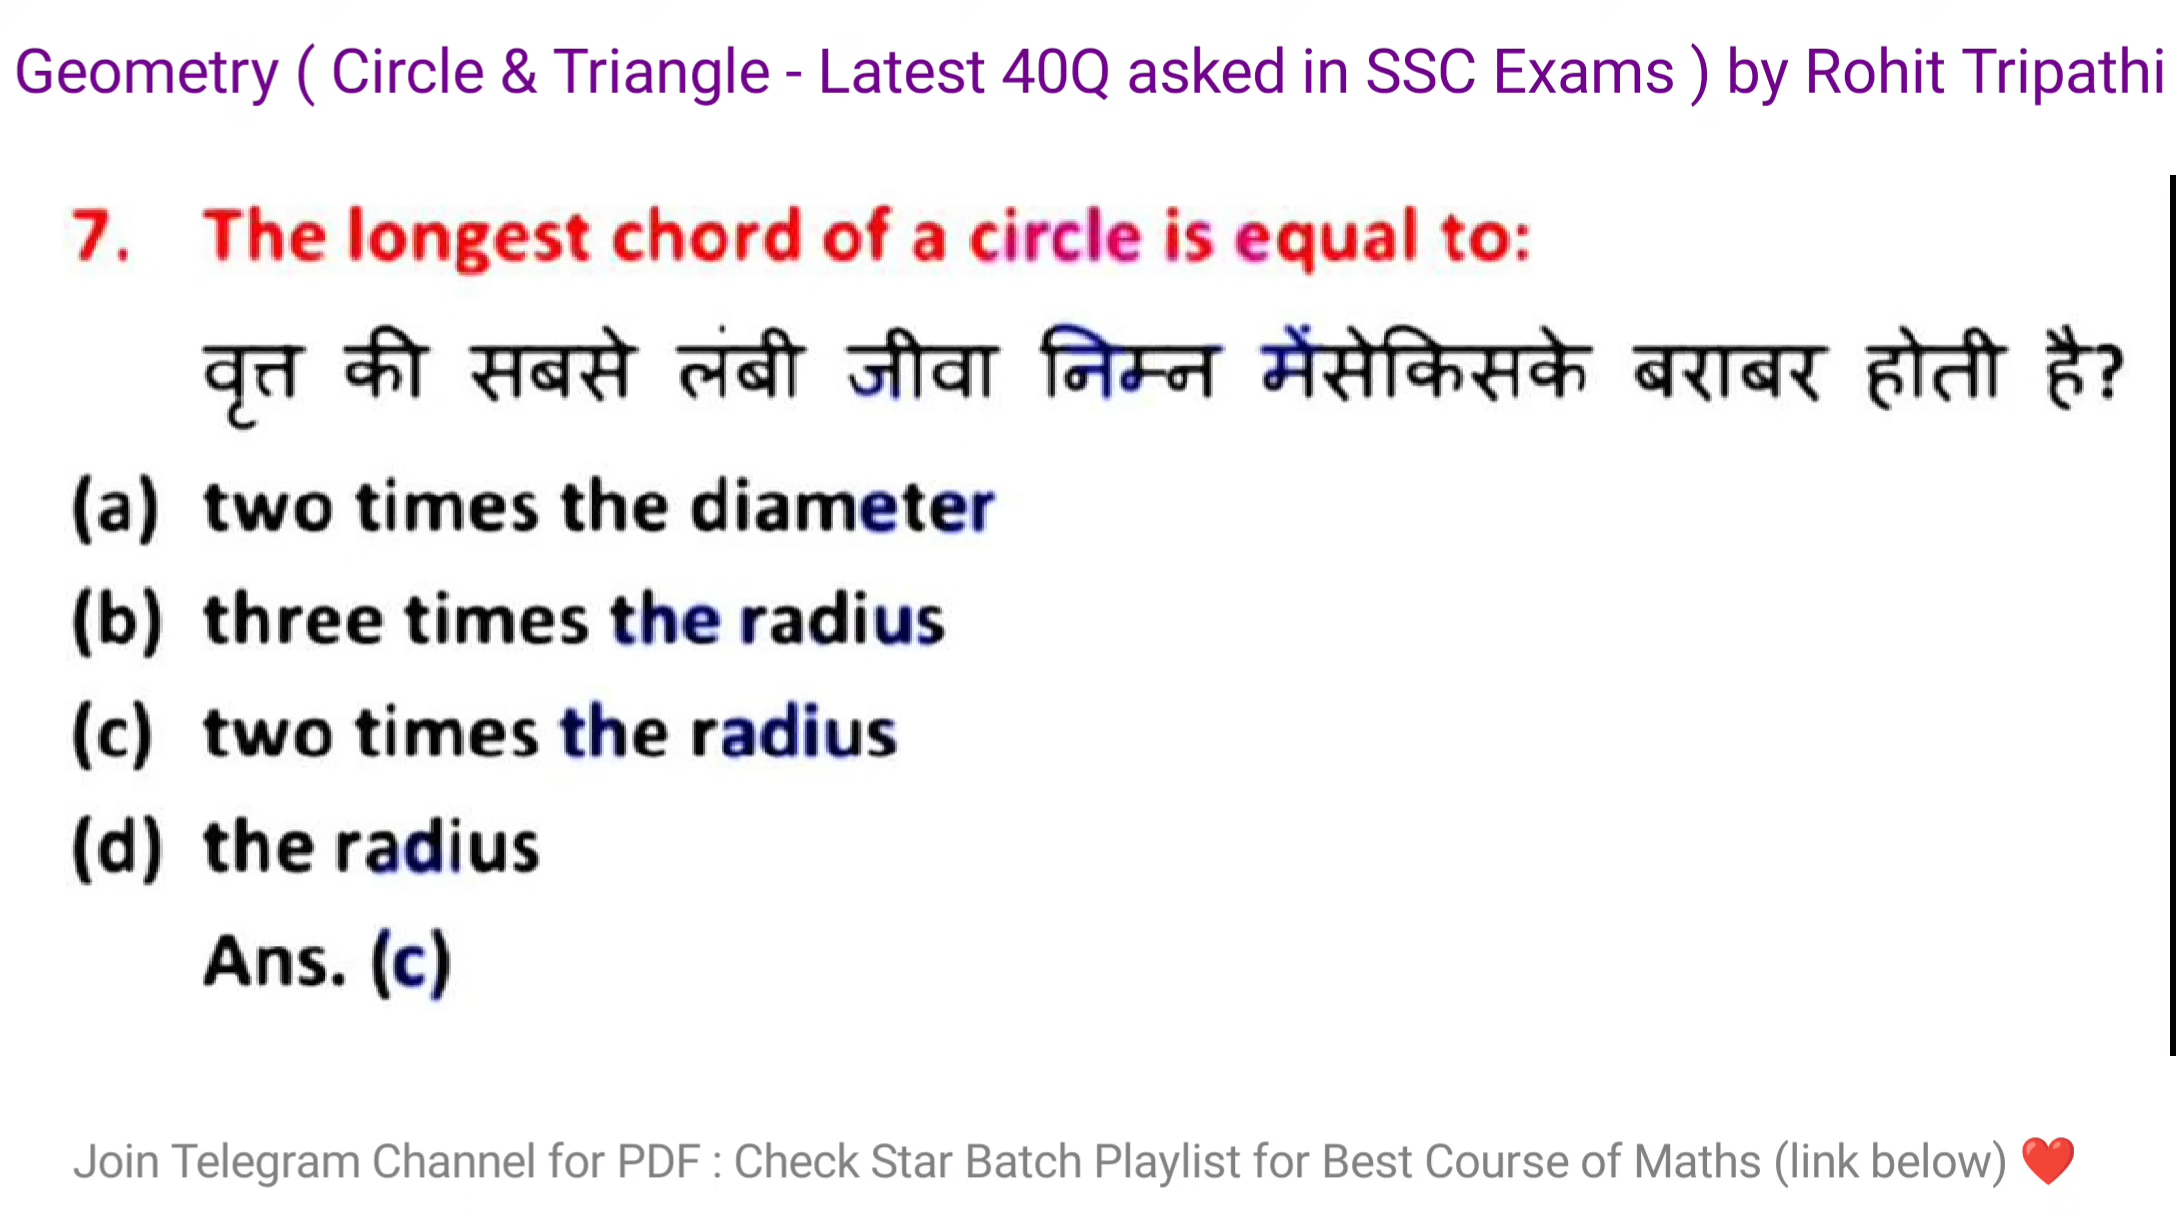 Geometry ( Circle & Triangle - Latest 40Q asked in SSC Exams ) by Rohit Tripathi
7. The longest chord of a circle is equal to:
वृत्त की सबसे लंबी जीवा निम्न मेंसेकिसके बराबर होती है?
(a) two times the diameter
(b) three times the radius
(c) two times the radius
(d) the radius
Ans. (c)
Join Telegram Channel for PDF : Check Star Batch Playlist for Best Course of Maths (link below) ❤️